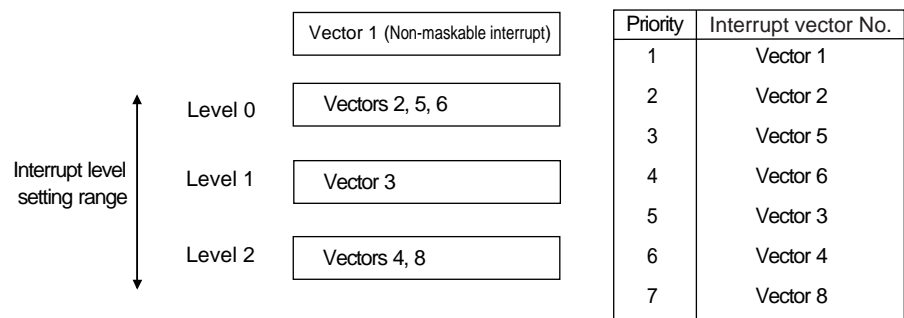 Vector 1 (Non-maskable interrupt)
Level 0
Vectors 2, 5, 6
Interrupt level
setting range
Level 1
Vector 3
Level 2
Vectors 4, 8
Priority Interrupt vector No.
1 Vector 1
2 Vector 2
3 Vector 5
4 Vector 6
5 Vector 3
6 Vector 4
7 Vector 8